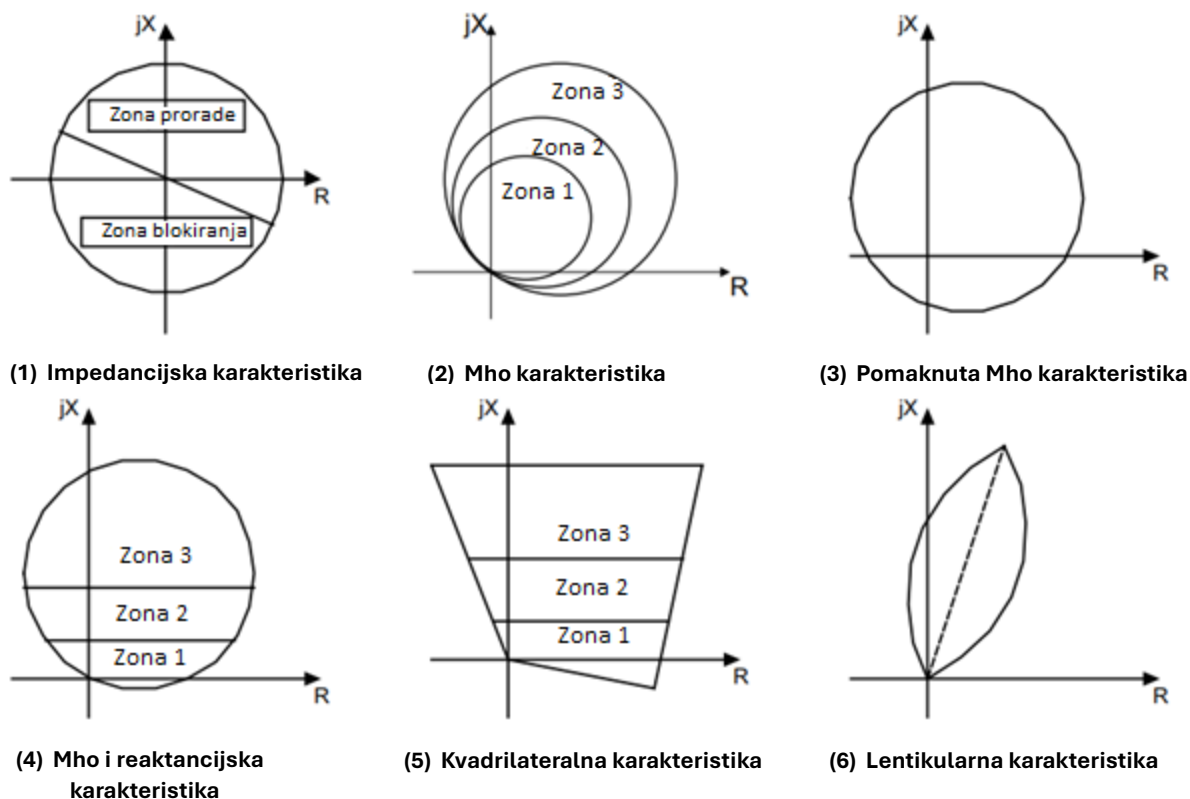 jX
Zona prorade
R
Zona blokiranja
(1) Impedancijska karakteristika
jX
Zona 3
Zona 2
Zona 1
R
(2) Mho karakteristika
jX
R
(3) Pomaknuta Mho karakteristika
jX
Zona 3
Zona 2
Zona 1
R
(4) Mho i reaktancijska
karakteristika
jX
Zona 3
Zona 2
Zona 1
R
(5) Kvadrilateralna karakteristika
jX
R
(6) Lentikularna karakteristika